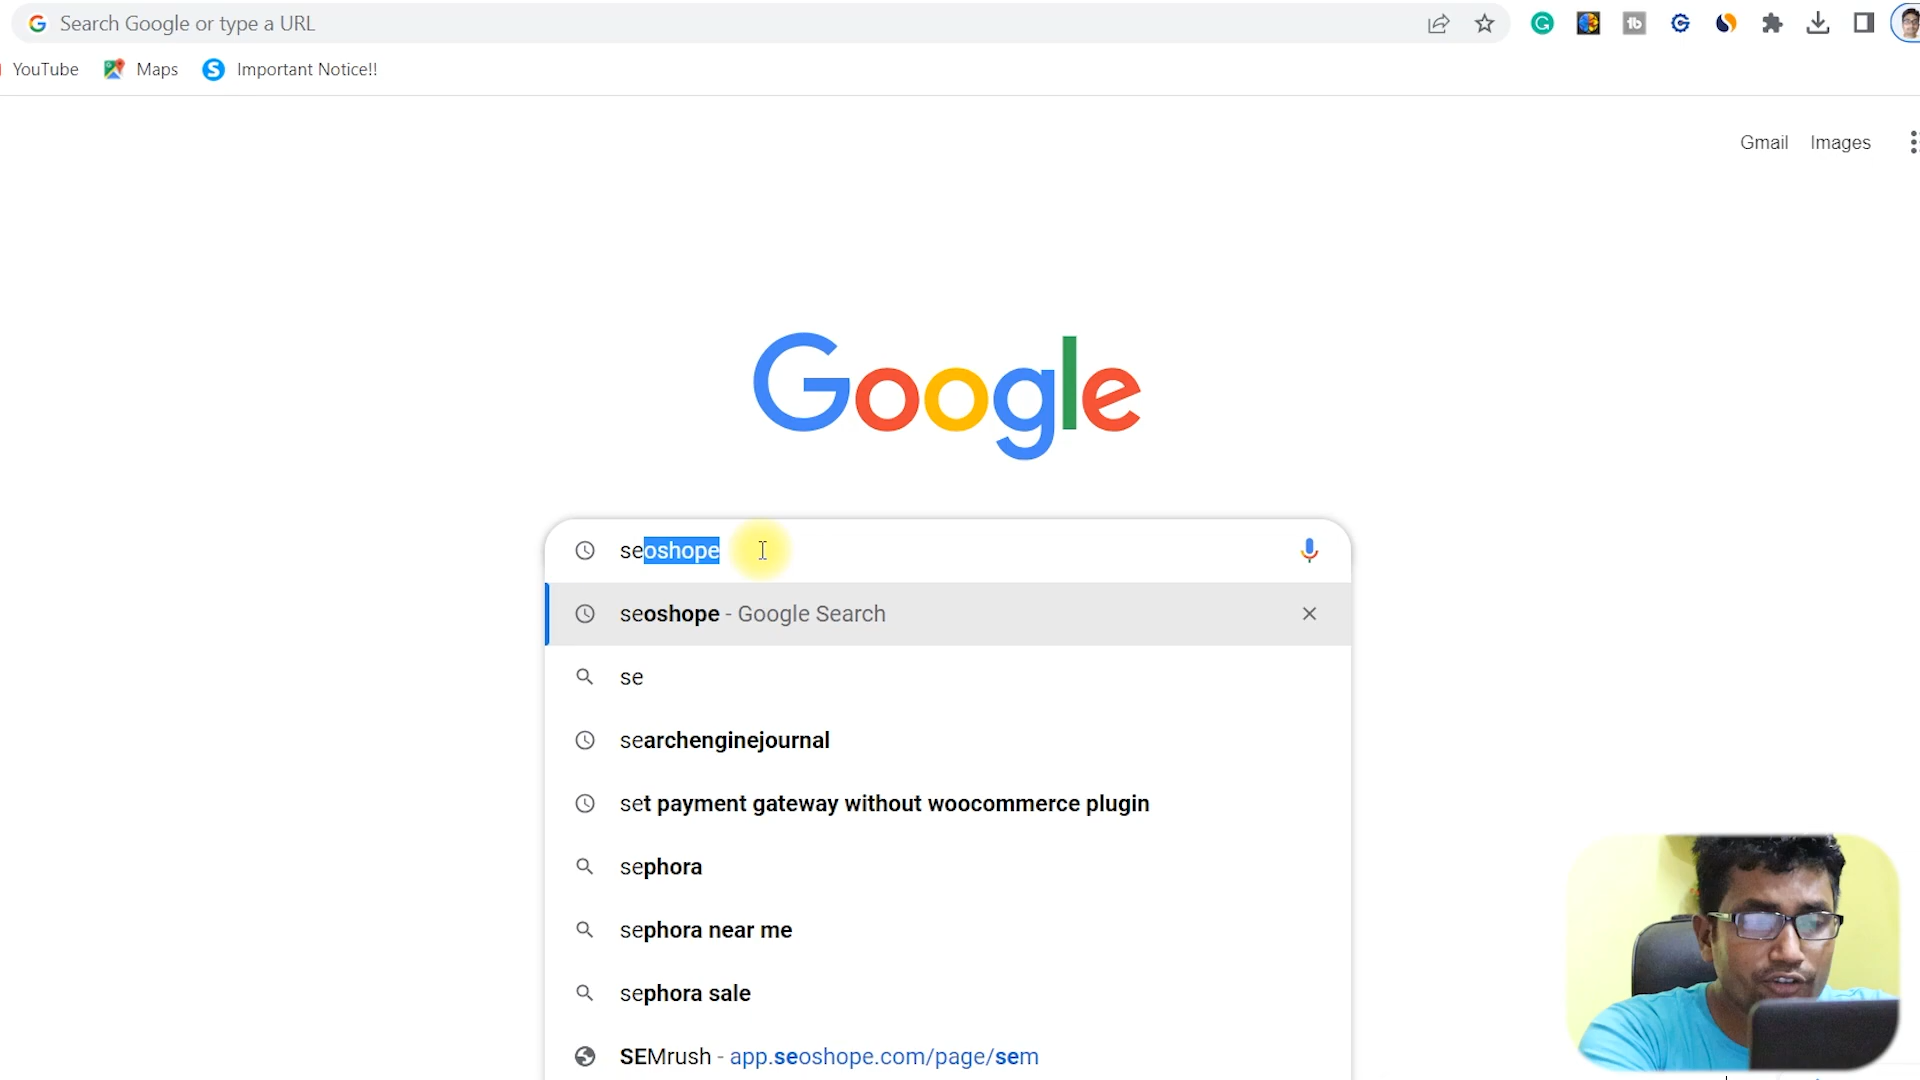 Search Google or type a URL
YouTube Maps Important Notice!!
Gmail Images
Google
seoshope
seoshope - Google Search
se
searchenginejournal
set payment gateway without woocommerce plugin
sephora
sephora near me
sephora sale
SEMrush - app.seoshope.com/page/sem